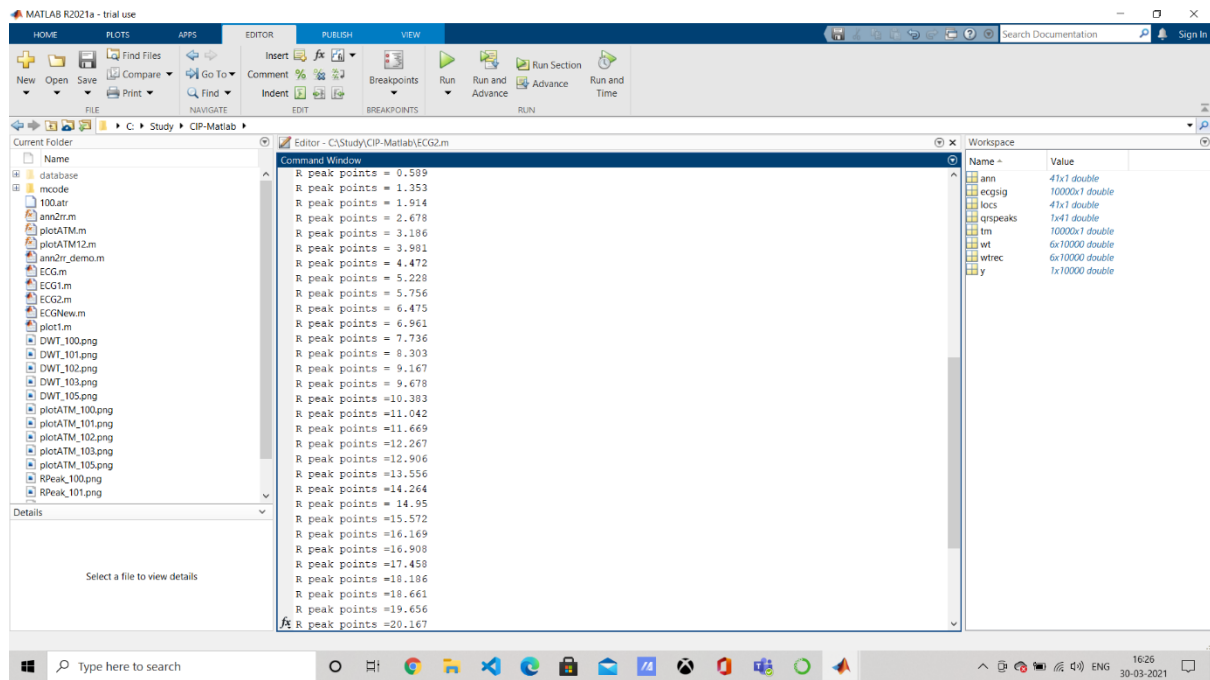 MATLAB R2021a - trial use
HOME PLOTS APPS EDITOR PUBLISH VIEW
Search Documentation Sign In
New Open Save
Find Files
Compare
Print
Go To
Find
Insert fx
Comment %
Indent
Breakpoints
Run
Run and Advance
Run Section
Advance
Run and Time
FILE NAVIGATE EDIT BREAKPOINTS RUN
C: Study CIP-Matlab
Current Folder
Name
database
mcode
100.atr
ann2rr.m
plotATM.m
plotATM12.m
ann2rr_demo.m
ECG.m
ECG1.m
ECG2.m
ECGNew.m
plot1.m
DWT_100.png
DWT_101.png
DWT_102.png
DWT_103.png
DWT_105.png
plotATM_100.png
plotATM_101.png
plotATM_102.png
plotATM_103.png
plotATM_105.png
RPeak_100.png
RPeak_101.png
Details
Select a file to view details
Editor - C:\Study\CIP-Matlab\ECG2.m
Command Window
R peak points = 0.589
R peak points = 1.353
R peak points = 1.914
R peak points = 2.678
R peak points = 3.186
R peak points = 3.981
R peak points = 4.472
R peak points = 5.228
R peak points = 5.756
R peak points = 6.475
R peak points = 6.961
R peak points = 7.736
R peak points = 8.303
R peak points = 9.167
R peak points = 9.678
R peak points =10.383
R peak points =11.042
R peak points =11.669
R peak points =12.267
R peak points =12.906
R peak points =13.556
R peak points =14.264
R peak points = 14.95
R peak points =15.572
R peak points =16.169
R peak points =16.908
R peak points =17.458
R peak points =18.186
R peak points =18.661
R peak points =19.656
fx R peak points =20.167
Workspace
Name Value
ann 41x1 double
ecgsig 10000x1 double
locs 41x1 double
qrspeaks 1x41 double
tm 10000x1 double
wt 6x10000 double
wtrec 6x10000 double
y 1x10000 double
Type here to search
ENG
16:26
30-03-2021